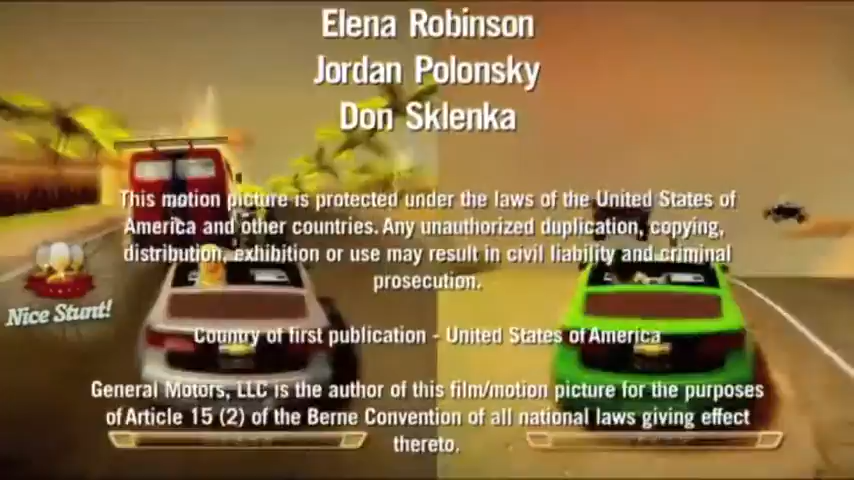 Elena Robinson
Jordan Polonsky
Don Sklenka
This motion picture is protected under the laws of the United States of
America and other countries. Any unauthorized duplication, copying,
distribution, exhibition or use may result in civil liability and criminal
prosecution.
Nice Stunt!
Country of first publication - United States of America
General Motors, LLC is the author of this film/motion picture for the purposes
of Article 15 (2) of the Berne Convention of all national laws giving effect
thereto.